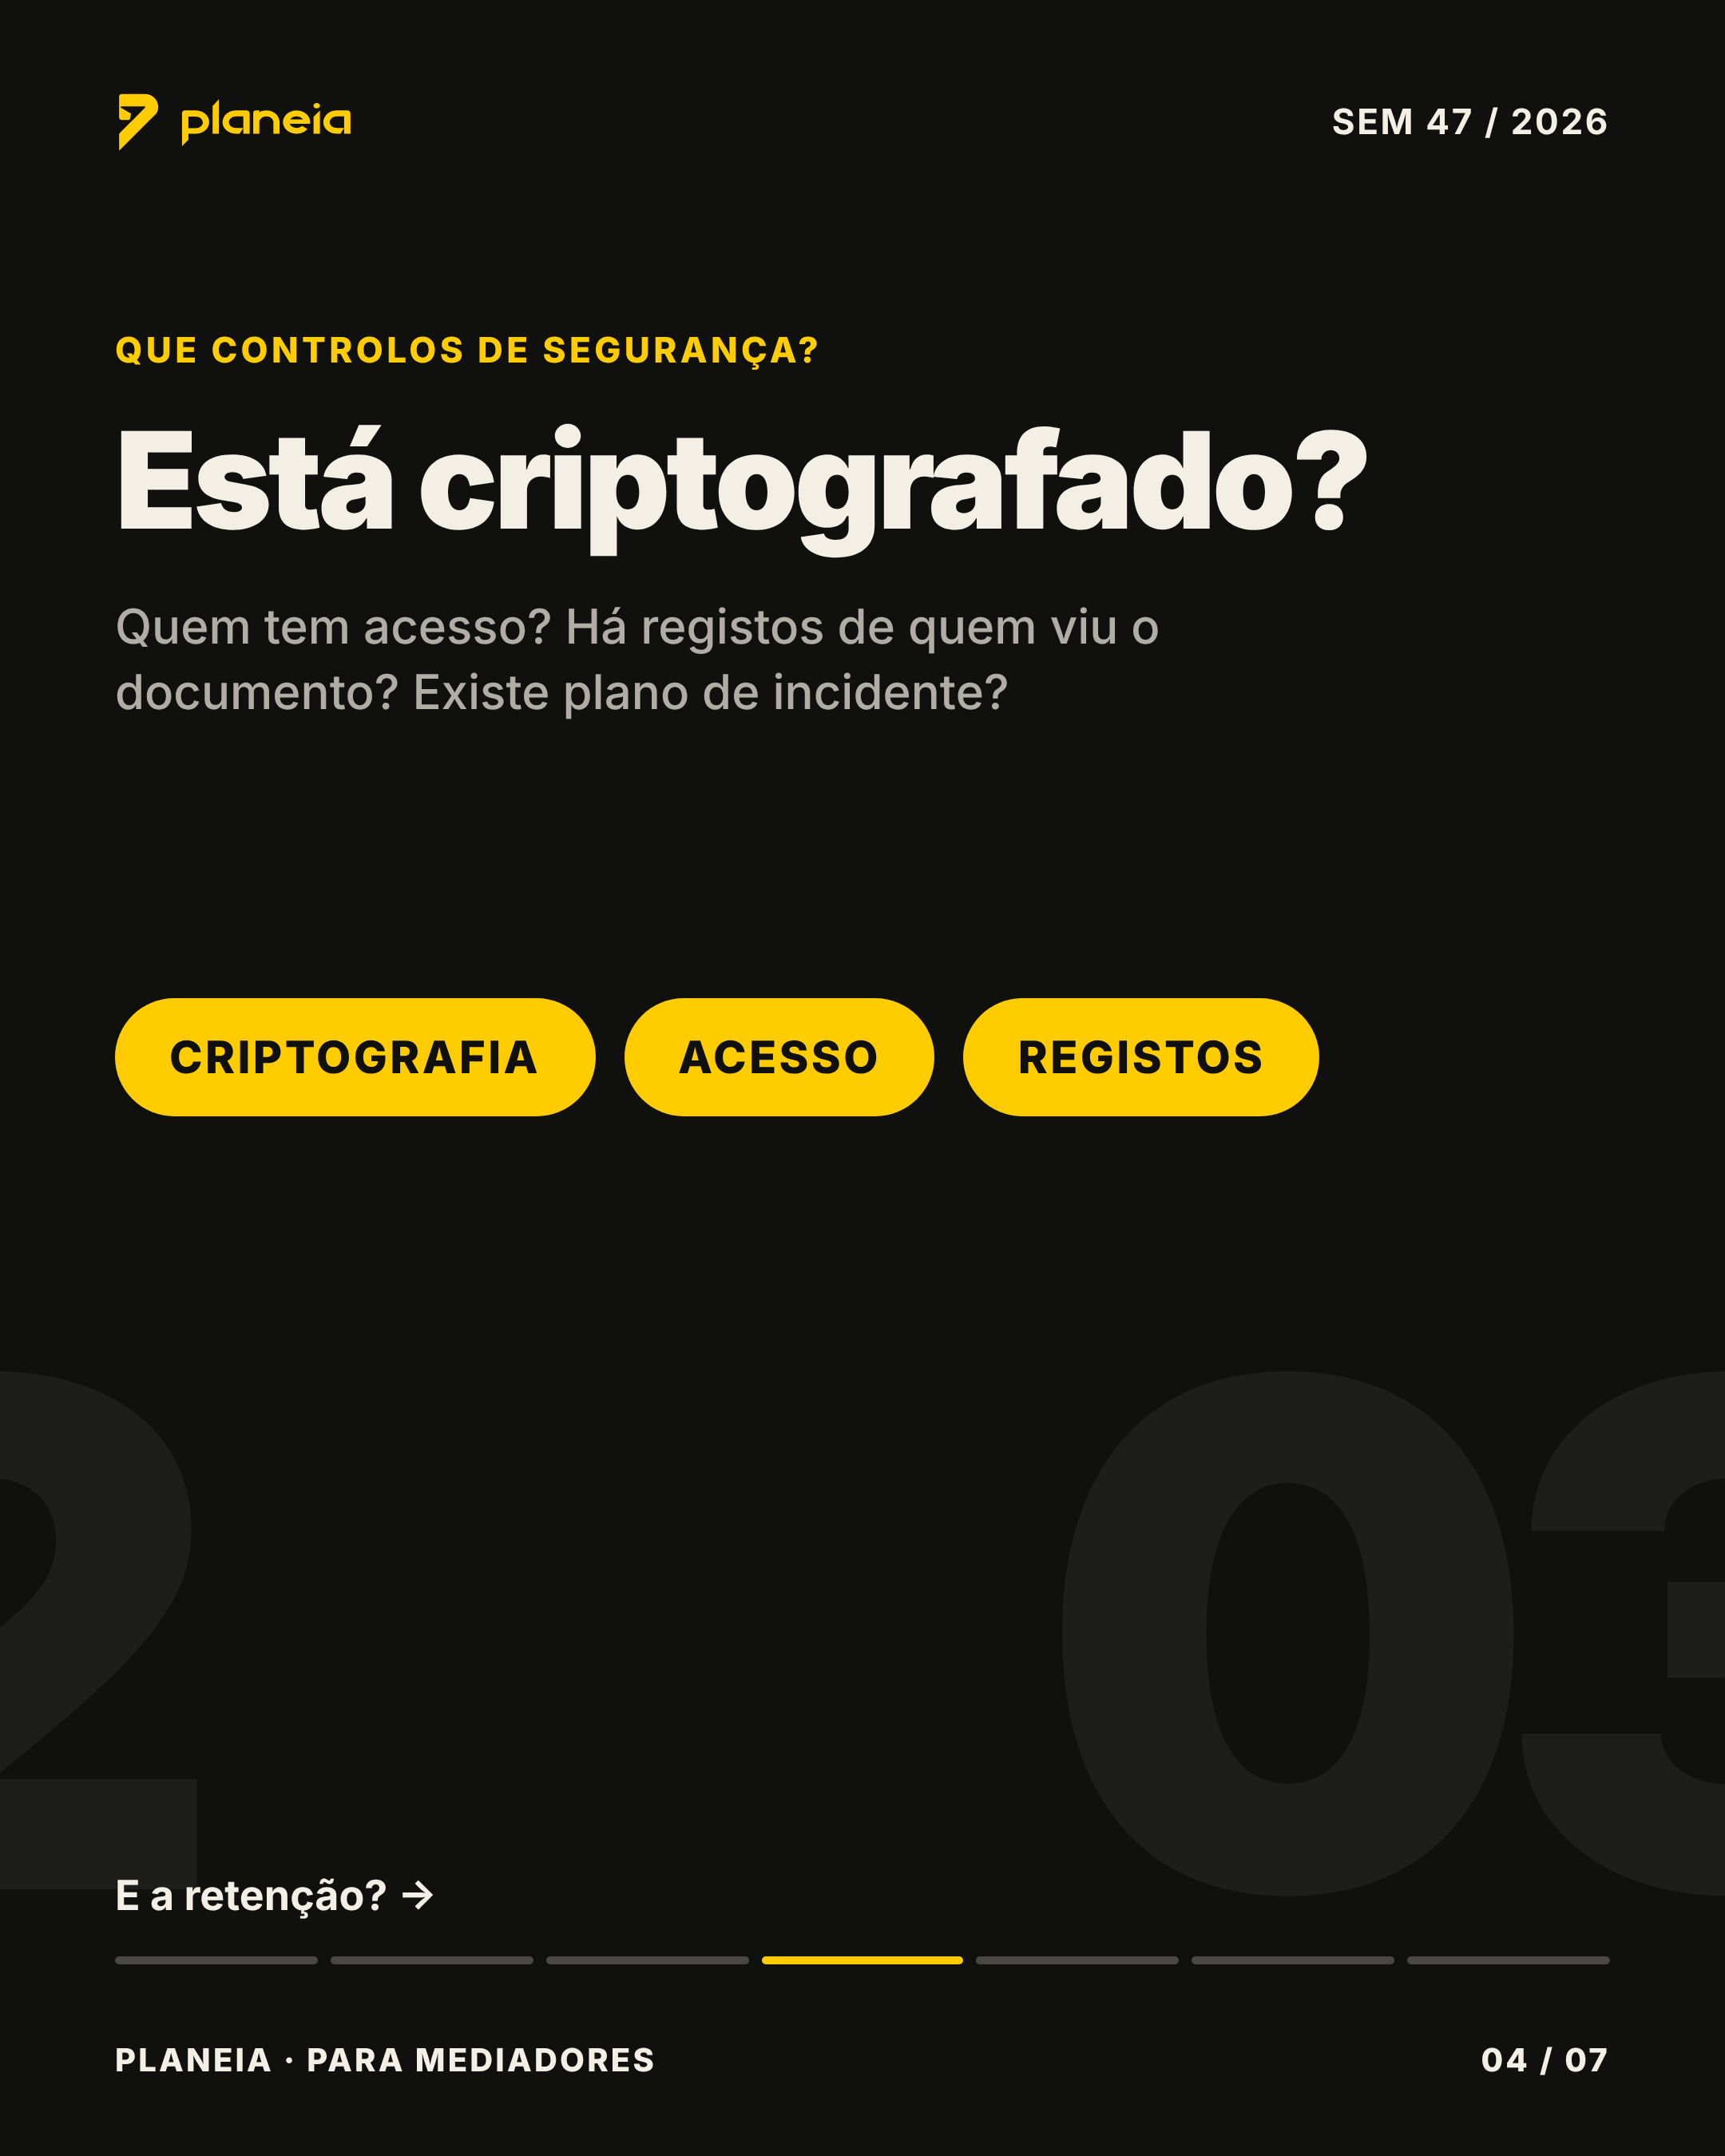 planeia
SEM 47 / 2026
QUE CONTROLOS DE SEGURANÇA?
Está criptografado?
Quem tem acesso? Há registos de quem viu o
documento? Existe plano de incidente?
CRIPTOGRAFIA
ACESSO
REGISTOS
2
03
E a retenção? →
PLANEIA · PARA MEDIADORES
04 / 07